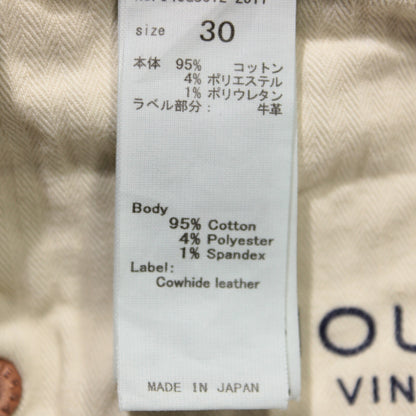 size 30
本体 95% コットン
4% ポリエステル
1% ポリウレタン
ラベル部分: 牛革
Body
95% Cotton
4% Polyester
1% Spandex
Label:
Cowhide leather
MADE IN JAPAN
OU
VIN